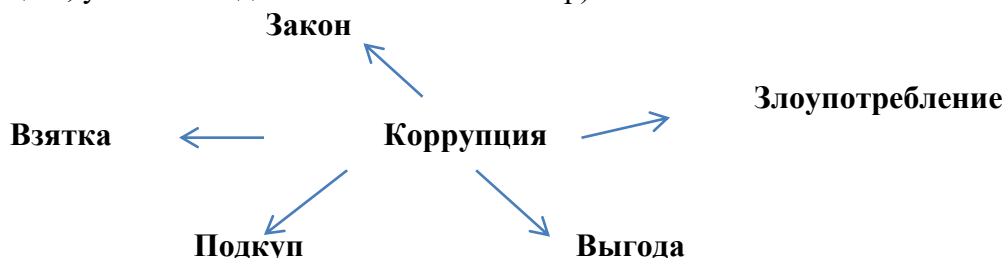 Закон
Злоупотребление
Взятка
Коррупция
Подкуп
Выгода